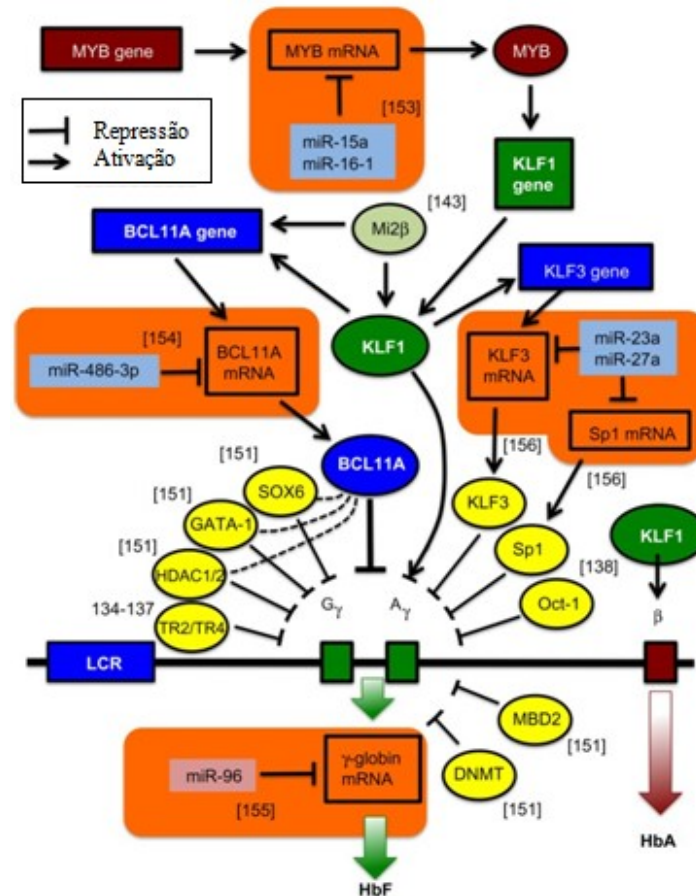 MYB gene
MYB mRNA
MYB
[153]
miR-15a
miR-16-1
Repressão
Ativação
KLF1
gene
[143]
BCL11A gene
Mi2β
KLF3 gene
[154]
miR-486-3p
BCL11A
mRNA
KLF1
KLF3
mRNA
miR-23a
miR-27a
Sp1 mRNA
[151]
SOX6
BCL11A
[156]
[156]
[151]
GATA-1
KLF3
KLF1
[151]
HDAC1/2
Sp1
[138]
134-137
TR2/TR4
Gγ
Aγ
Oct-1
β
LCR
MBD2
[151]
miR-96
γ-globin
mRNA
DNMT
[155]
[151]
HbA
HbF